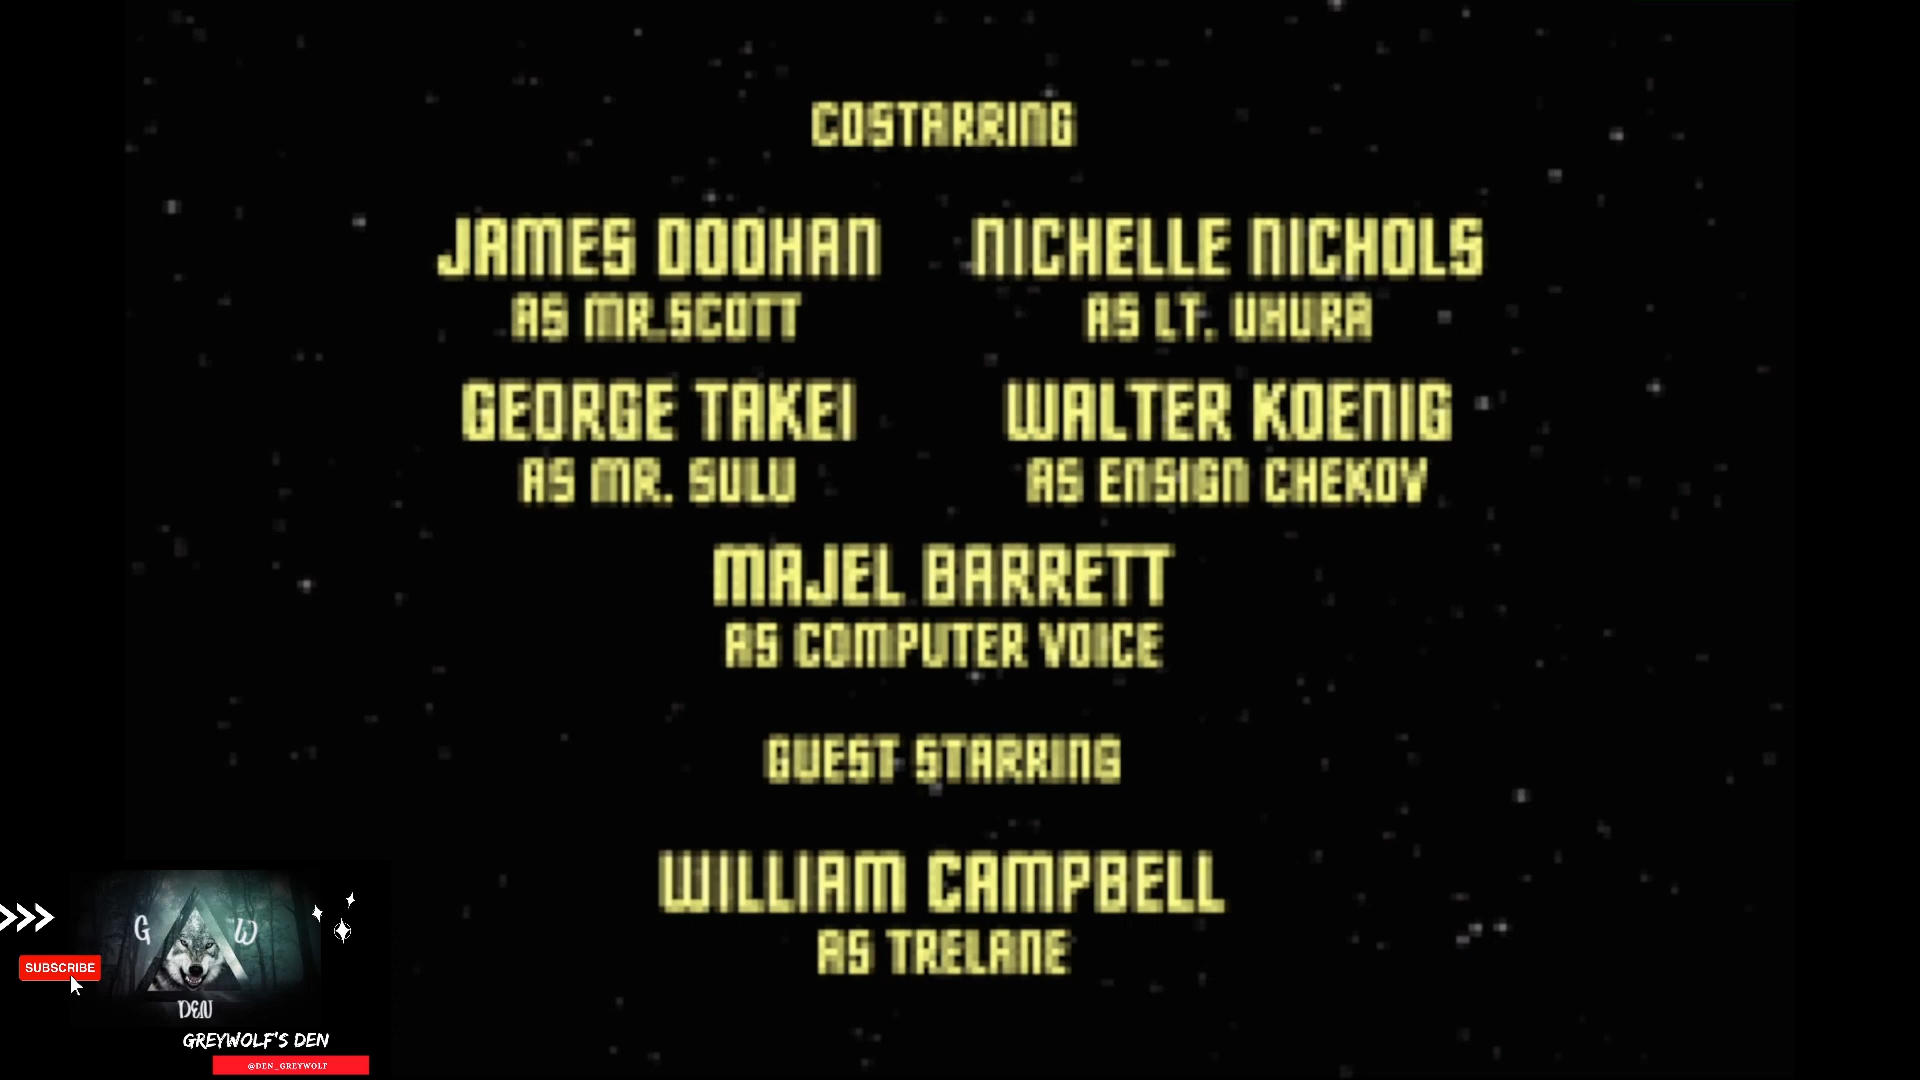 COSTARRING
JAMES DOOHAN NICHELLE NICHOLS
AS MR.SCOTT AS LT. UHURA
GEORGE TAKEI WALTER KOENIG
AS MR. SULU AS ENSIGN CHEKOV
MAJEL BARRETT
AS COMPUTER VOICE
GUEST STARRING
WILLIAM CAMPBELL
AS TRELANE
G W
SUBSCRIBE
DEN
GREYWOLF'S DEN
@DEN_GREYWOLF